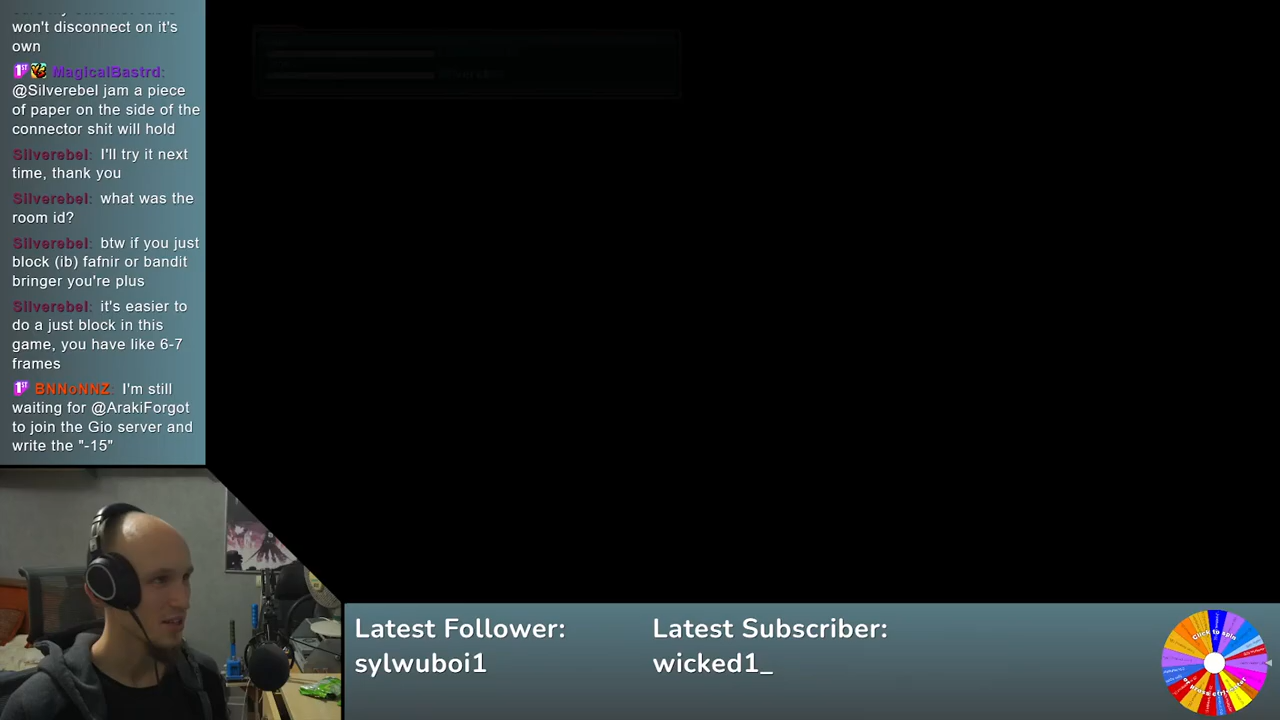 won't disconnect on it's
own
MagicalBastrd:
@Silverebel jam a piece
of paper on the side of the
connector shit will hold
Silverebel: I'll try it next
time, thank you
Silverebel: what was the
room id?
Silverebel: btw if you just
block (ib) fafnir or bandit
bringer you're plus
Silverebel: it's easier to
do a just block in this
game, you have like 6-7
frames
1ST BNNoNNZ: I'm still
waiting for @ArakiForgot
to join the Gio server and
write the "-15"
Latest Follower:
sylwuboi1
Latest Subscriber:
wicked1_
Click to spin